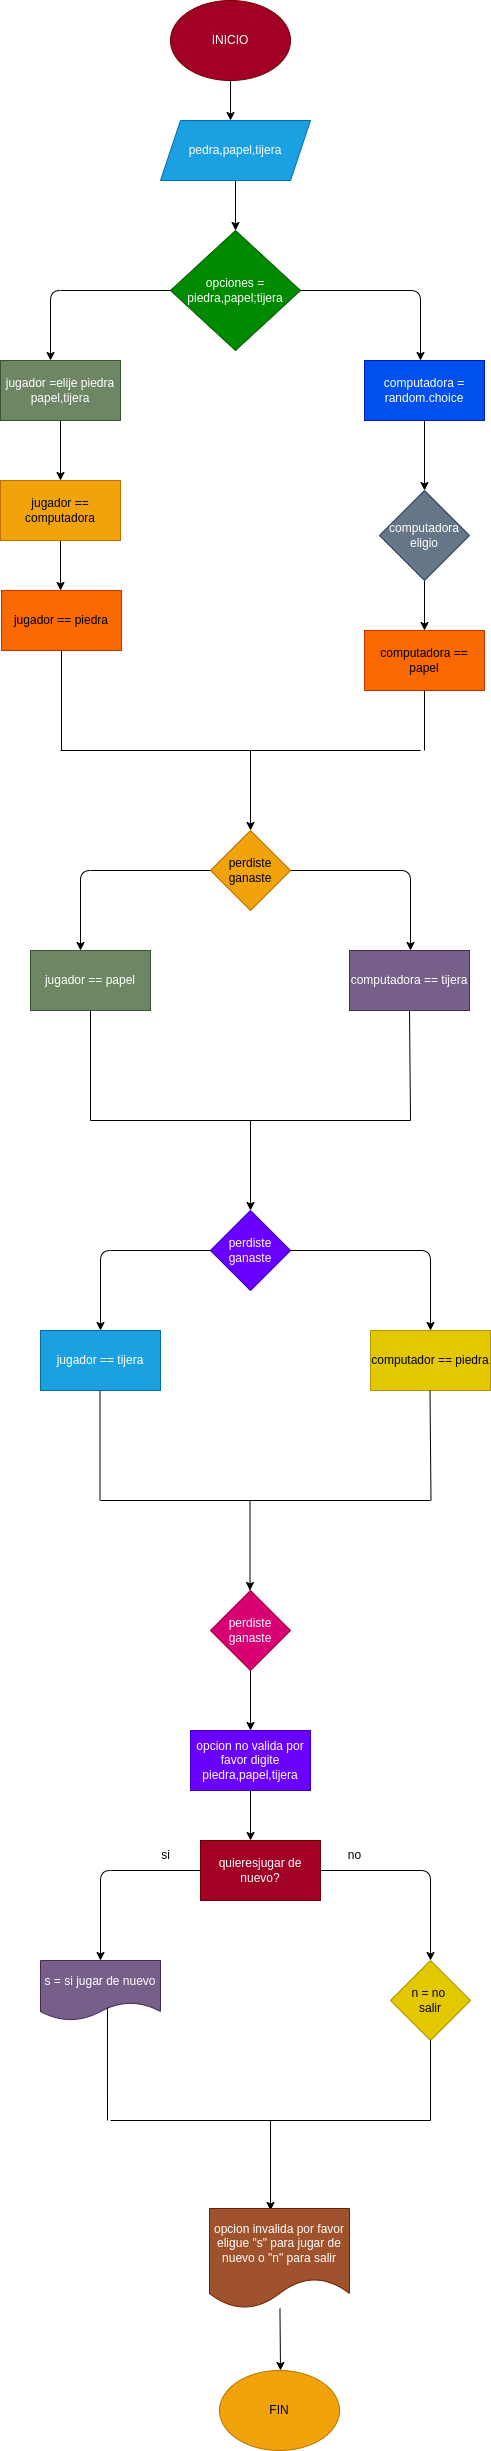 INICIO
pedra,papel,tijera
opciones =
piedra,papel;tijera
jugador =elije piedra
papel,tijera
computadora =
random.choice
jugador ==
computadora
computadora
eligio
jugador == piedra
computadora ==
papel
perdiste
ganaste
jugador == papel
computadora == tijera
perdiste
ganaste
jugador == tijera
computador == piedra
perdiste
ganaste
opcion no valida por
favor digite
piedra,papel,tijera
quieresjugar de
nuevo?
si
no
s = si jugar de nuevo
n = no
salir
opcion invalida por favor
eligue "s" para jugar de
nuevo o "n" para salir
FIN